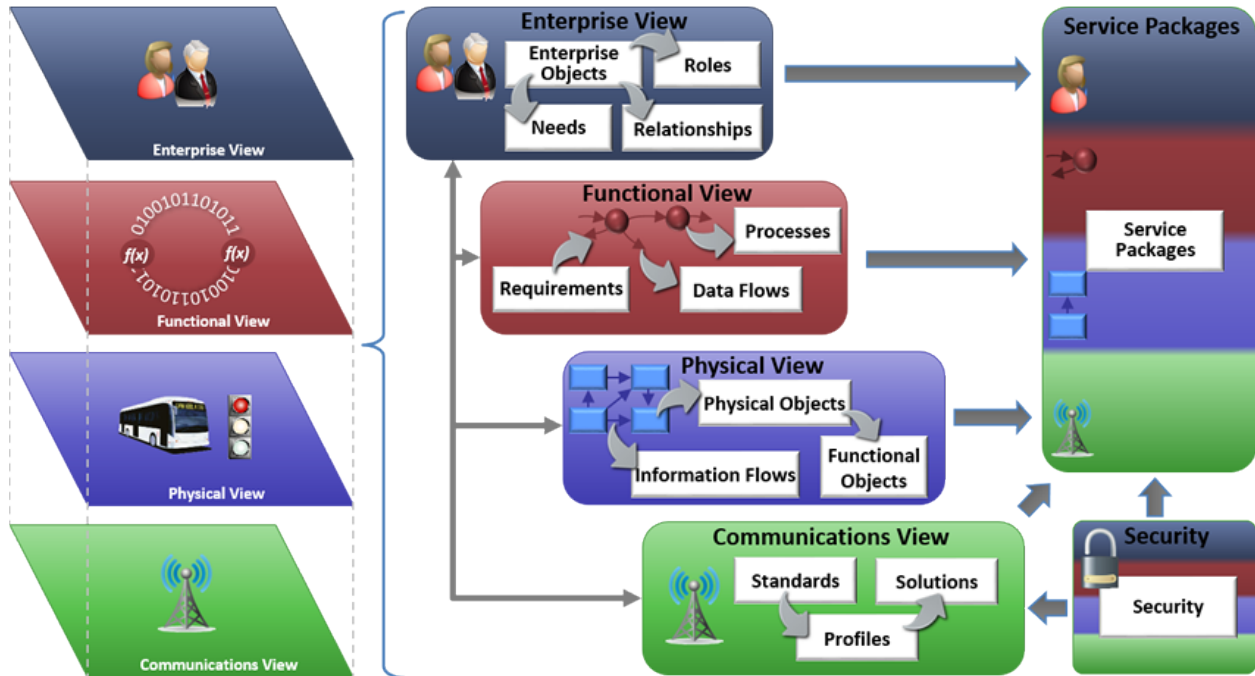 Enterprise View
0100101101011
f(x)
f(x)
Functional View
Physical View
Communications View
Enterprise View
Enterprise
Objects
Roles
Needs
Relationships
Functional View
Processes
Requirements
Data Flows
Physical View
Physical Objects
Information Flows
Functional
Objects
Communications View
Standards
Solutions
Profiles
Service Packages
Service
Packages
Security
Security